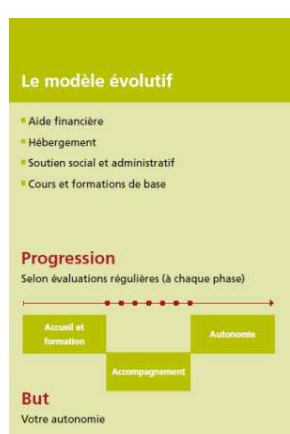 Le modèle évolutif
Aide financière
Hébergement
Soutien social et administratif
Cours et formations de base
Progression
Selon évaluations régulières (à chaque phase)
Accueil et
formation
Autonomie
Accompagnement
But
Votre autonomie